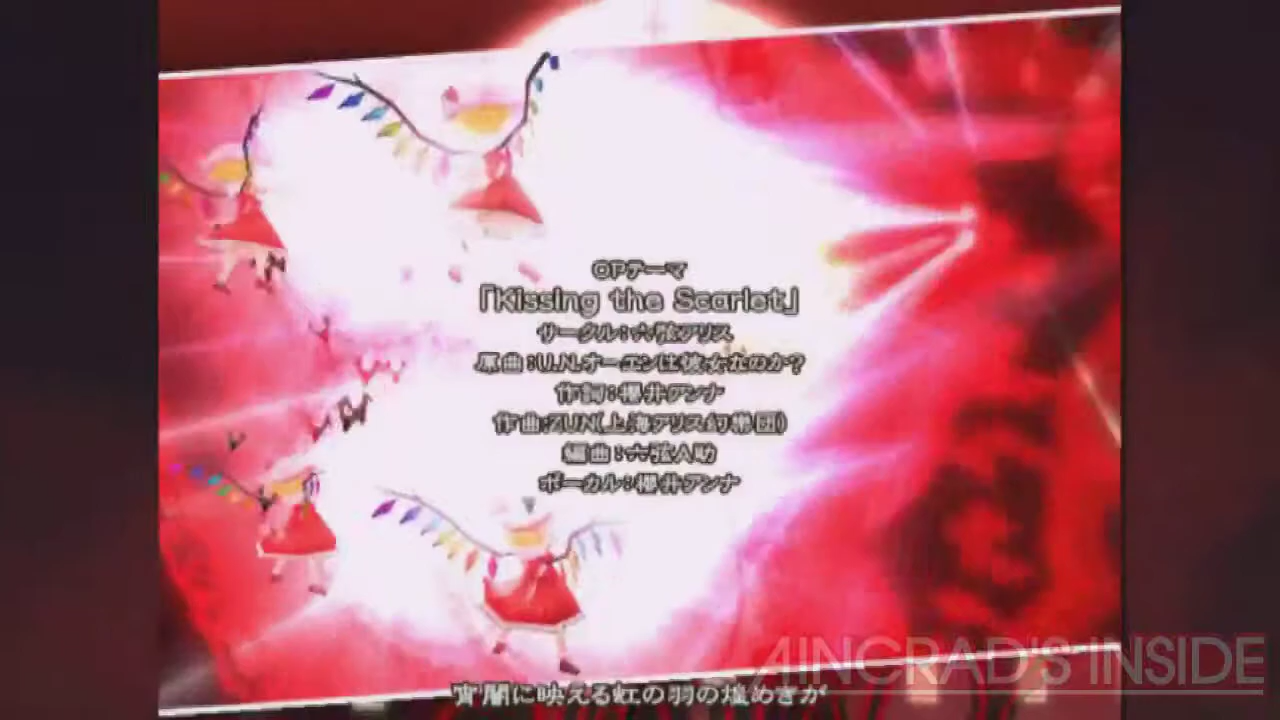 OPテーマ
「Kissing the Scarlet」
サークル：六弦アリス
原曲：U.N.オーエンは彼女なのか？
作詞：櫻井アンナ
作曲：ZUN(上海アリス幻樂団)
編曲：六弦A助
ボーカル：櫻井アンナ
宵闇に映える虹の羽の煌めきが
AINCRAD'S INSIDE